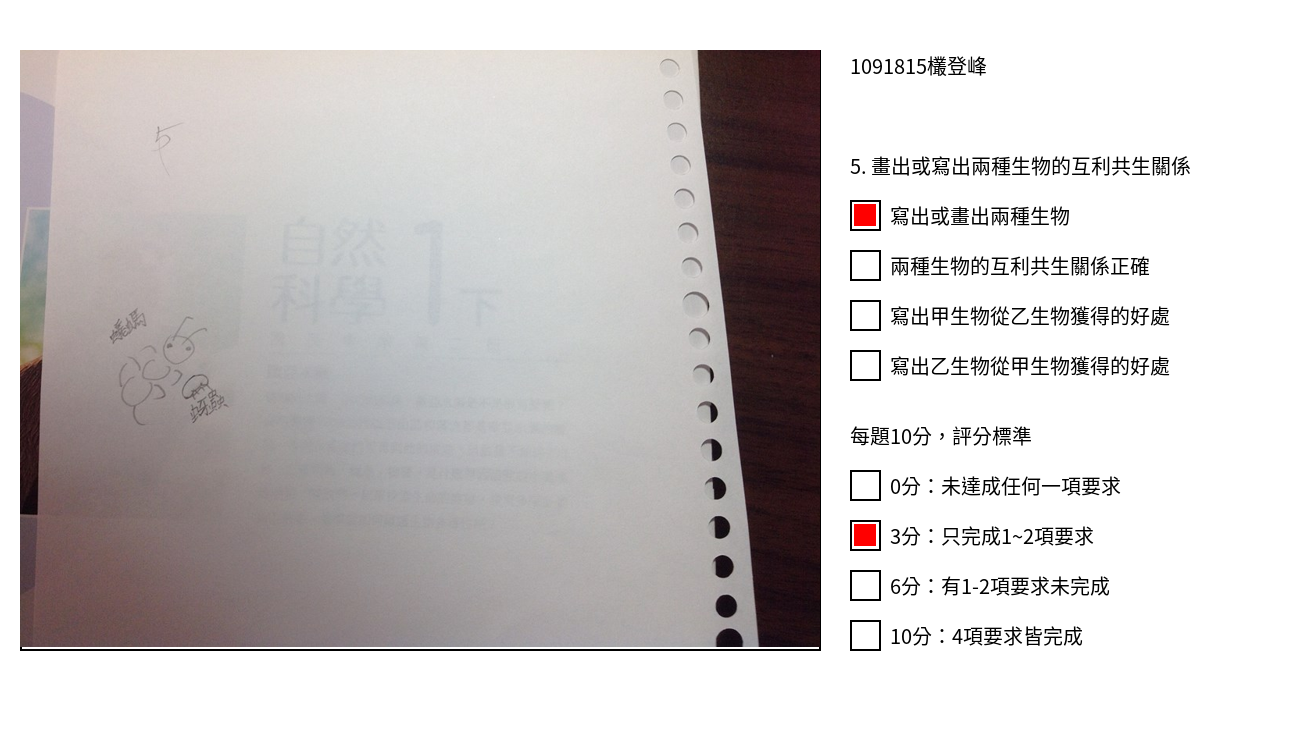 1091815欉登峰
5. 畫出或寫出兩種生物的互利共生關係
寫出或畫出兩種生物
兩種生物的互利共生關係正確
寫出甲生物從乙生物獲得的好處
寫出乙生物從甲生物獲得的好處
每題10分，評分標準
0分：未達成任何一項要求
3分：只完成1~2項要求
6分：有1-2項要求未完成
10分：4項要求皆完成
5
自然
科學
1
下
螞
蚜蟲